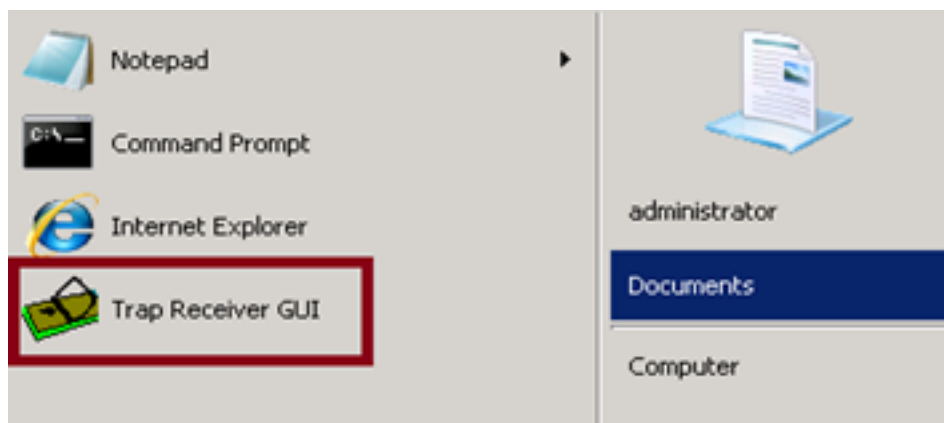 Notepad
Command Prompt
C:\_
Internet Explorer
Trap Receiver GUI
administrator
Documents
Computer